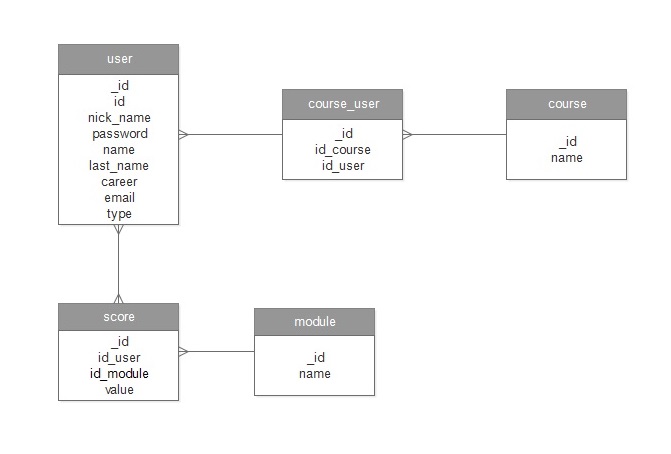 user
_id
id
nick_name
password
name
last_name
career
email
type
course_user
_id
id_course
id_user
course
_id
name
score
_id
id_user
id_module
value
module
_id
name